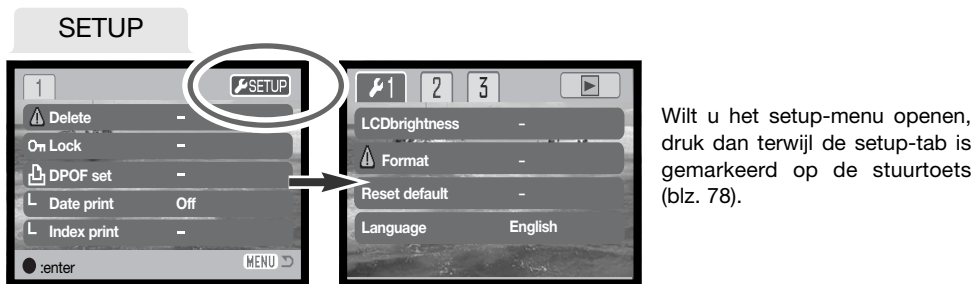 SETUP
1 SETUP
Delete –
Lock –
DPOF set –
Date print Off
Index print –
:enter MENU
1 2 3
LCDbrightness –
Format –
Reset default –
Language English
Wilt u het setup-menu openen,
druk dan terwijl de setup-tab is
gemarkeerd op de stuurtoets
(blz. 78).